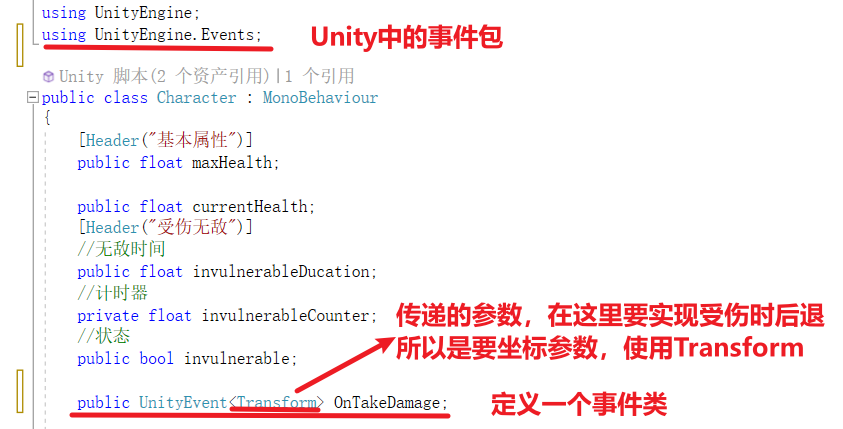 using UnityEngine;
using UnityEngine.Events;
Unity中的事件包
Unity 脚本(2 个资产引用)|1 个引用
public class Character : MonoBehaviour
{
[Header("基本属性")]
public float maxHealth;
public float currentHealth;
[Header("受伤无敌")]
//无敌时间
public float invulnerableDucation;
//计时器
private float invulnerableCounter;
//状态
public bool invulnerable;
传递的参数，在这里要实现受伤时后退
所以是要坐标参数，使用Transform
public UnityEvent<Transform> OnTakeDamage;
定义一个事件类